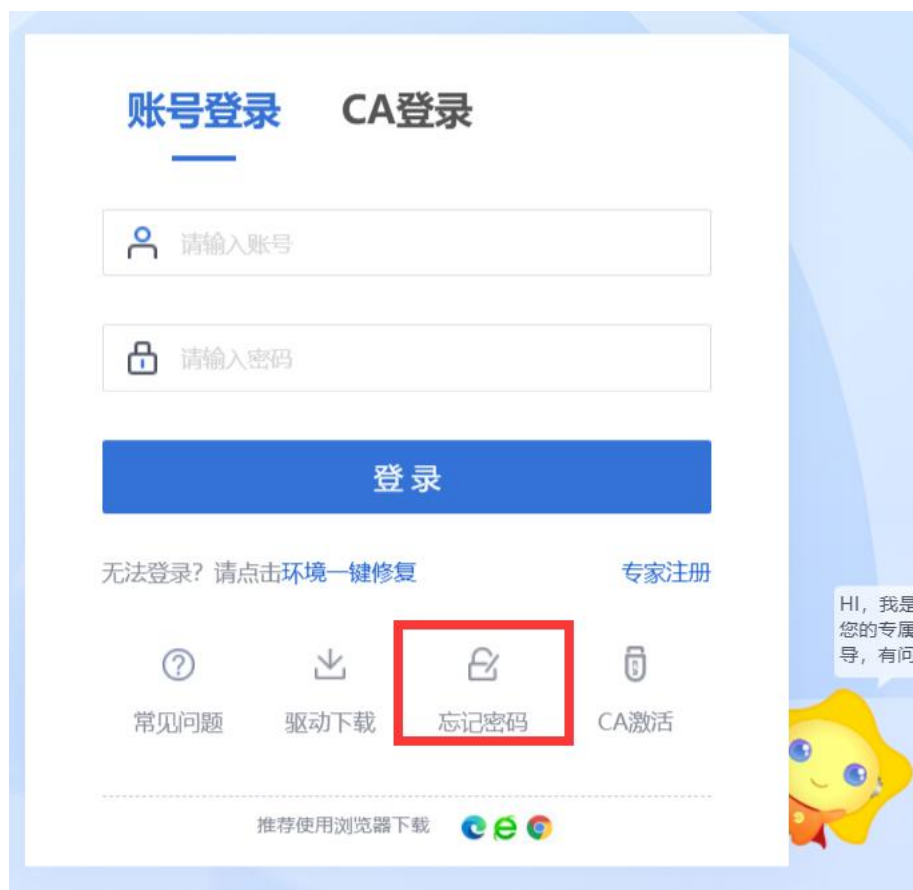 账号登录 CA登录
请输入账号
请输入密码
登录
无法登录？请点击环境一键修复 专家注册
常见问题 驱动下载 忘记密码 CA激活
推荐使用浏览器下载
HI，我是
您的专属
导，有问